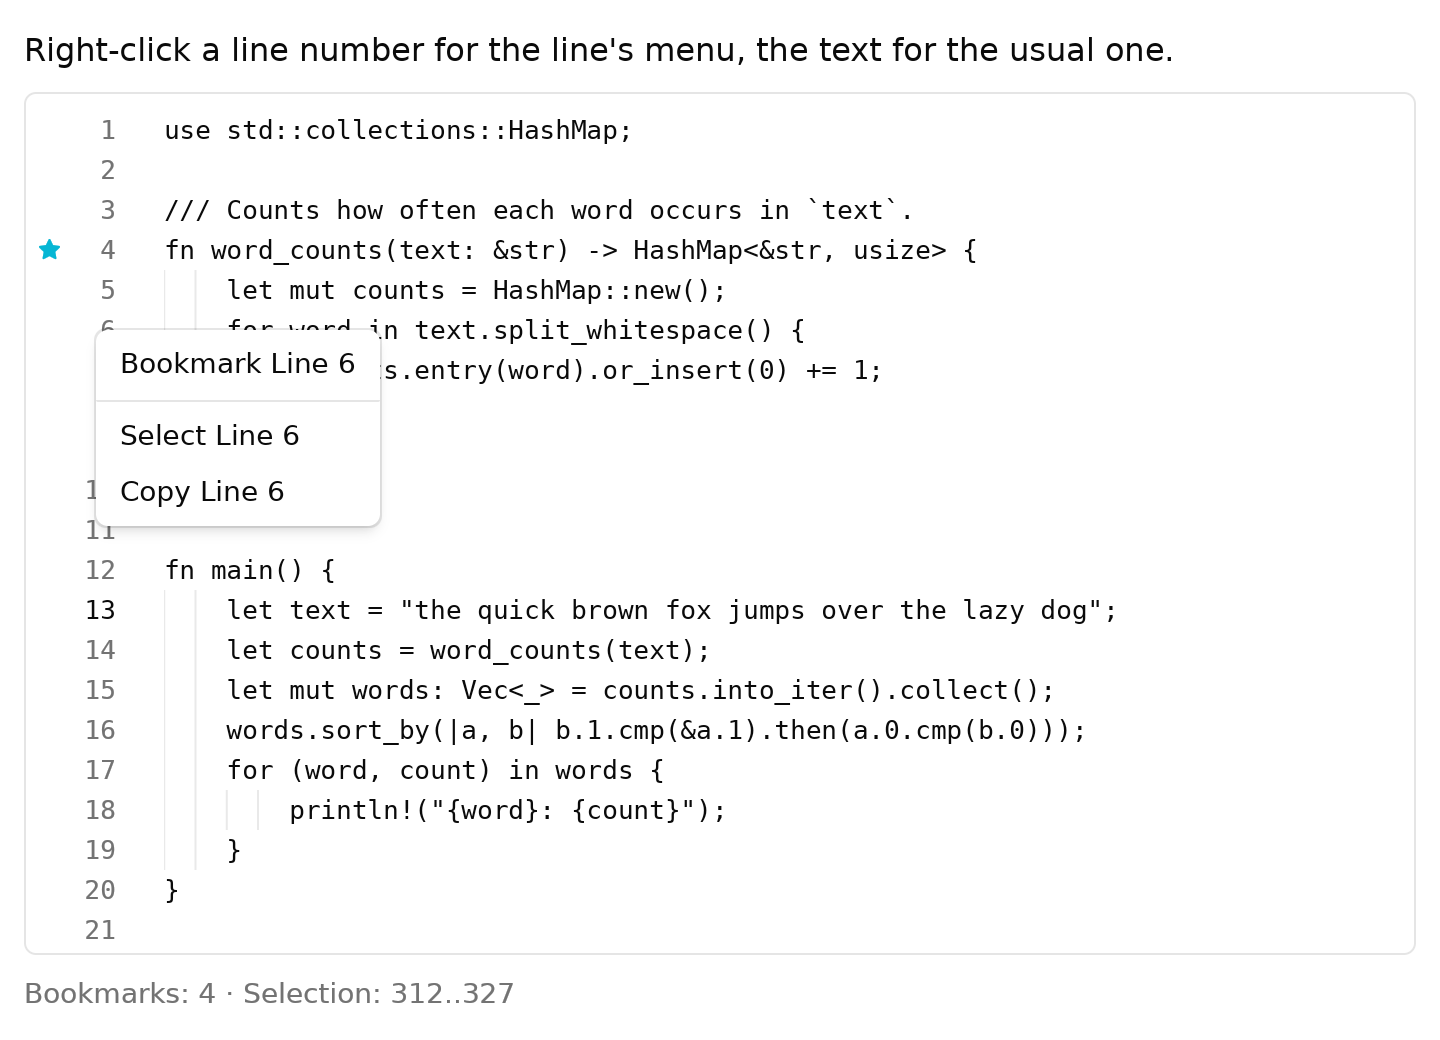 Right-click a line number for the line's menu, the text for the usual one.
1 use std::collections::HashMap;
2
3 /// Counts how often each word occurs in `text`.
4 fn word_counts(text: &str) -> HashMap<&str, usize> {
5 let mut counts = HashMap::new();
6 for word in text.split_whitespace() {
.entry(word).or_insert(0) += 1;
Bookmark Line 6
Select Line 6
Copy Line 6
11
12 fn main() {
13 let text = "the quick brown fox jumps over the lazy dog";
14 let counts = word_counts(text);
15 let mut words: Vec<_> = counts.into_iter().collect();
16 words.sort_by(|a, b| b.1.cmp(&a.1).then(a.0.cmp(b.0)));
17 for (word, count) in words {
18 println!("{word}: {count}");
19 }
20 }
21
Bookmarks: 4 · Selection: 312..327